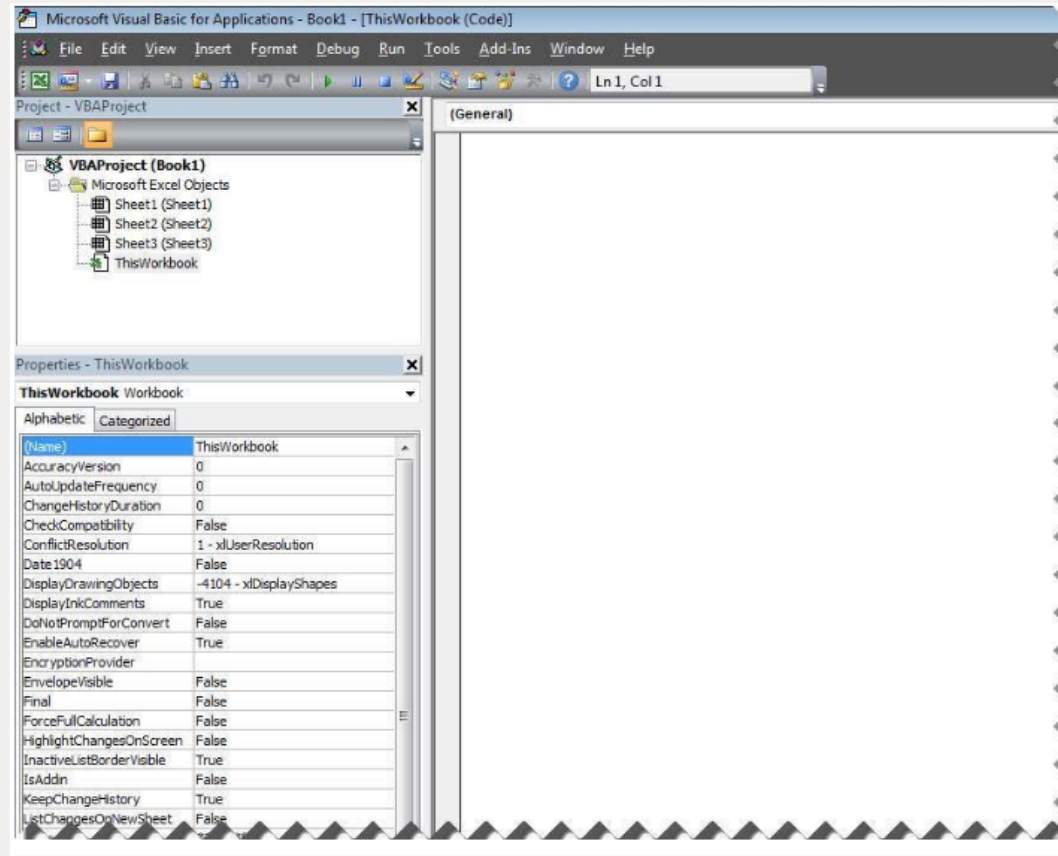 Microsoft Visual Basic for Applications - Book1 - [ThisWorkbook (Code)]
File Edit View Insert Format Debug Run Tools Add-Ins Window Help
Ln 1, Col 1
Project - VBAProject
(General)
VBAProject (Book1)
Microsoft Excel Objects
Sheet1 (Sheet1)
Sheet2 (Sheet2)
Sheet3 (Sheet3)
ThisWorkbook
Properties - ThisWorkbook
ThisWorkbook Workbook
Alphabetic Categorized
(Name) ThisWorkbook
AccuracyVersion 0
AutoUpdateFrequency 0
ChangeHistoryDuration 0
CheckCompatibility False
ConflictResolution 1 - xlUserResolution
Date1904 False
DisplayDrawingObjects -4104 - xlDisplayShapes
DisplayInkComments True
DoNotPromptForConvert False
EnableAutoRecover True
EncryptionProvider
EnvelopeVisible False
Final False
ForceFullCalculation False
HighlightChangesOnScreen False
InactiveListBorderVisible True
IsAddin False
KeepChangeHistory True
ListChangesOnNewSheet False